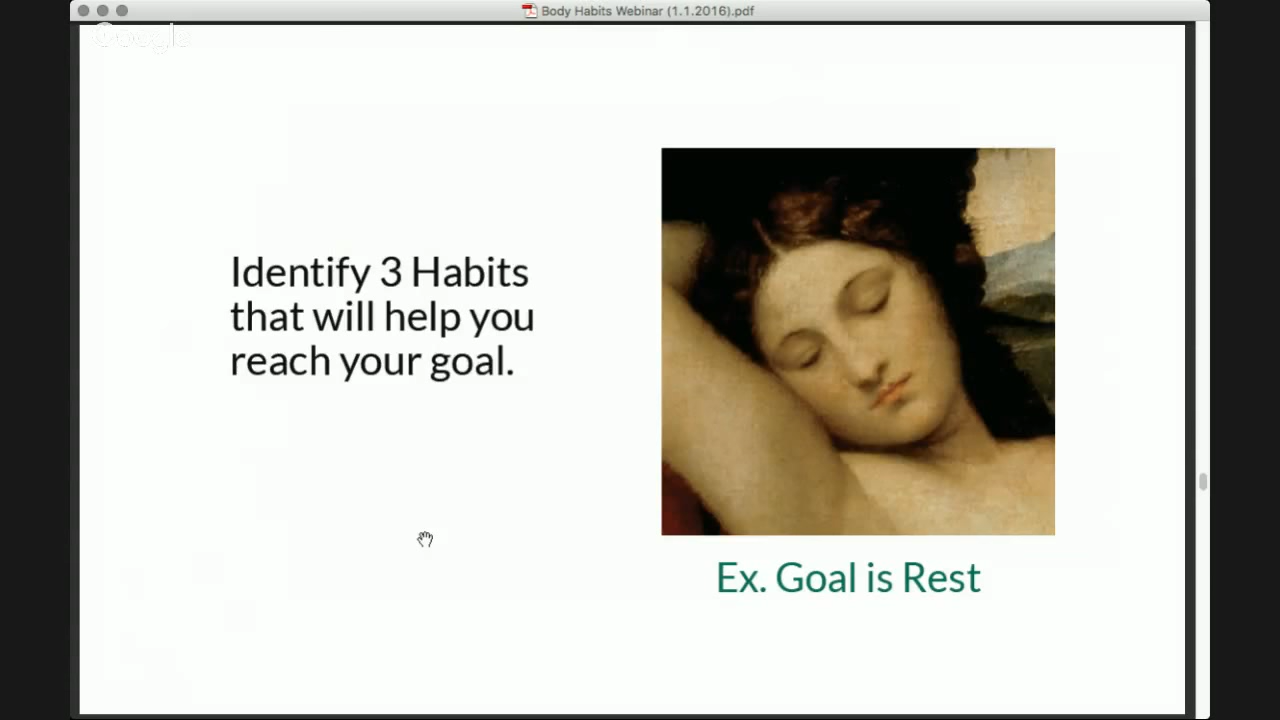 Body Habits Webinar (1.1.2016).pdf
Google
Identify 3 Habits
that will help you
reach your goal.
Ex. Goal is Rest